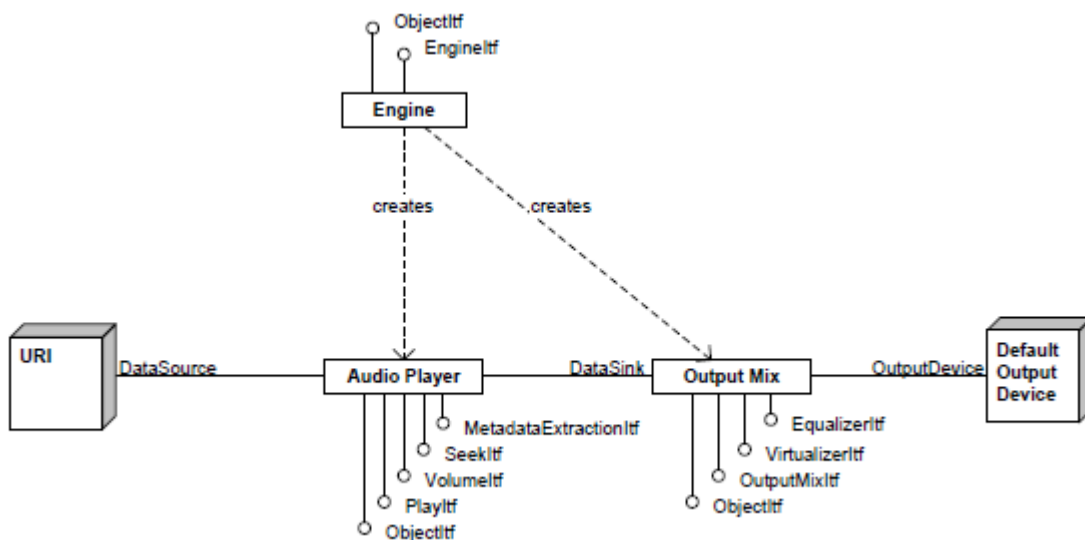 ObjectItf
EngineItf
Engine
creates
creates
URI
DataSource
Audio Player
DataSink
Output Mix
OutputDevice
Default
Output
Device
MetadataExtractionItf
SeekItf
VolumeItf
PlayItf
ObjectItf
EqualizerItf
VirtualizerItf
OutputMixItf
ObjectItf